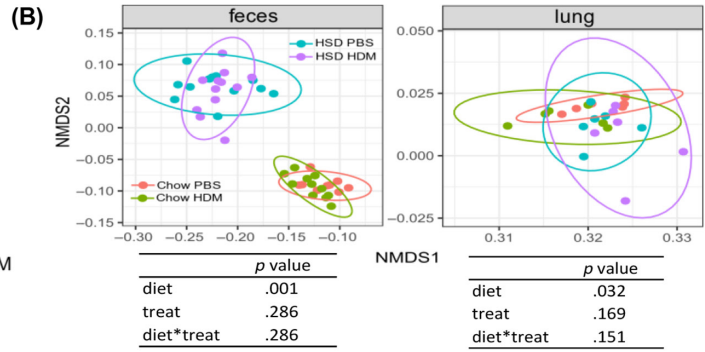 (B)
feces
lung
NMDS2
0.15
0.10
0.05
0.00
−0.05
−0.10
−0.15
HSD PBS
HSD HDM
Chow PBS
Chow HDM
−0.30
−0.25
−0.20
−0.15
−0.10
0.050
0.025
0.000
−0.025
0.31
0.32
0.33
M
NMDS1
p value
diet .001
treat .286
diet*treat .286
p value
diet .032
treat .169
diet*treat .151